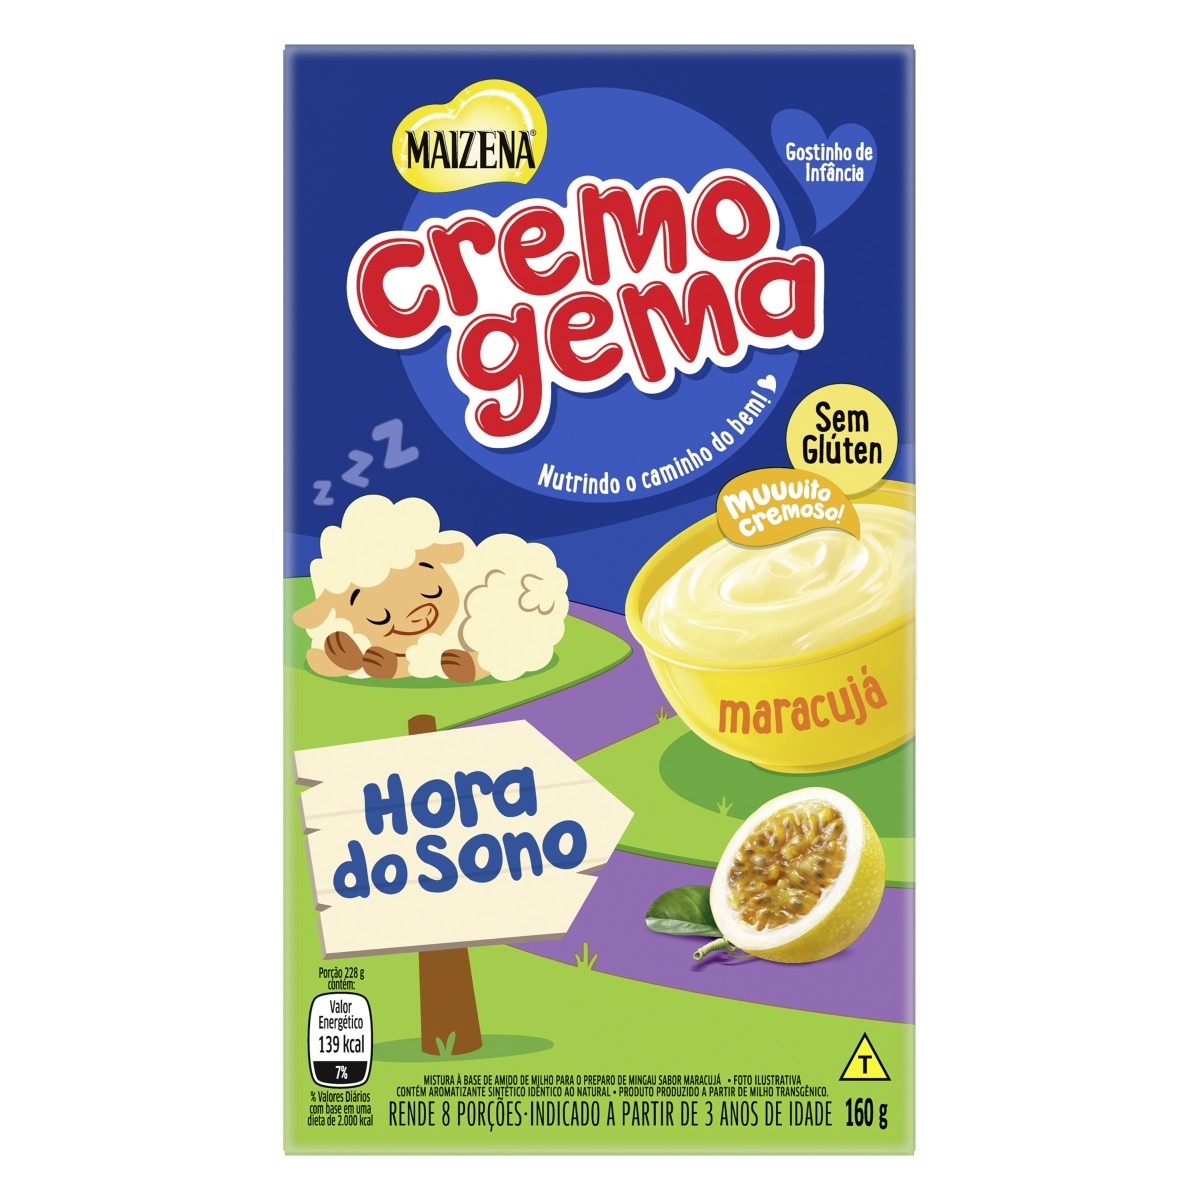 MAIZENA®
Gostinho de
Infância
cremo
gema
Nutrindo o caminho do bem!
Sem
Glúten
muuuito
cremoso!
z z z
maracujá
Hora
do sono
Porção 228 g
contém:
Valor
Energético
139 kcal
7%
% Valores Diários
com base em uma
dieta de 2.000 kcal
T
MISTURA À BASE DE AMIDO DE MILHO PARA O PREPARO DE MINGAU SABOR MARACUJÁ • FOTO ILUSTRATIVA
CONTÉM AROMATIZANTE SINTÉTICO IDÊNTICO AO NATURAL • PRODUTO PRODUZIDO A PARTIR DE MILHO TRANSGÊNICO.
RENDE 8 PORÇÕES·INDICADO A PARTIR DE 3 ANOS DE IDADE 160 g